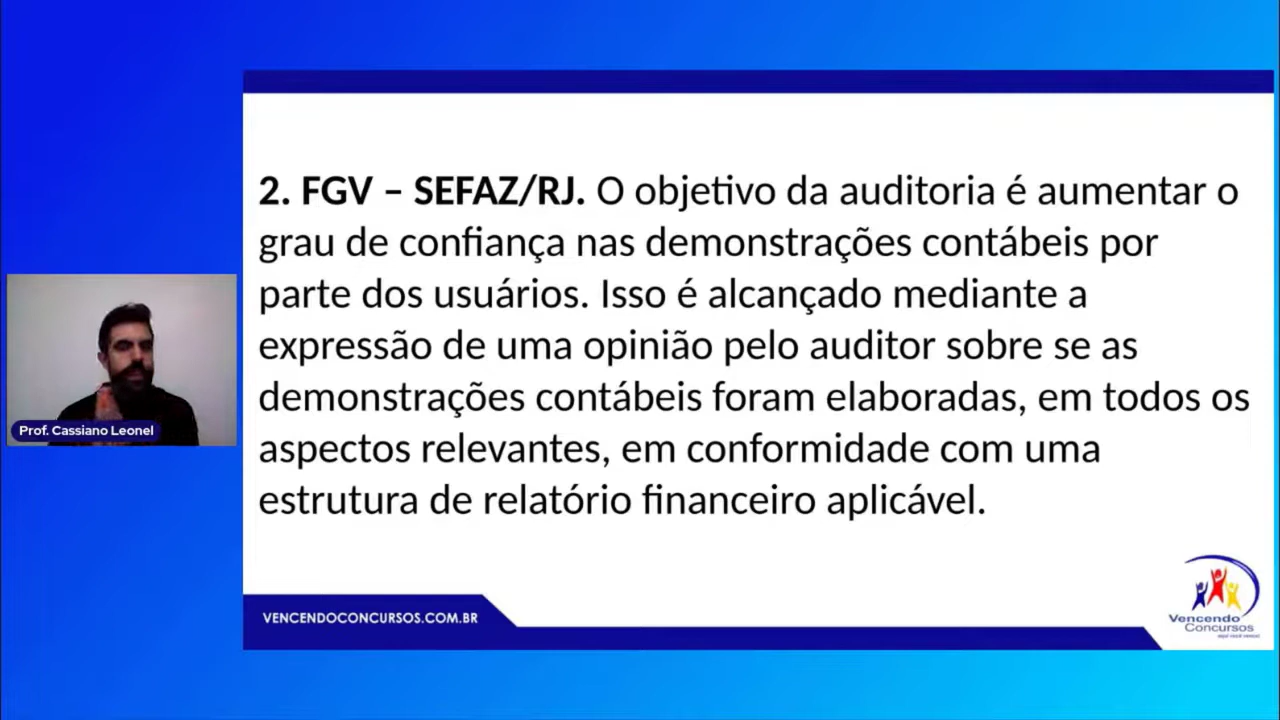 2. FGV – SEFAZ/RJ. O objetivo da auditoria é aumentar o
grau de confiança nas demonstrações contábeis por
parte dos usuários. Isso é alcançado mediante a
expressão de uma opinião pelo auditor sobre se as
demonstrações contábeis foram elaboradas, em todos os
aspectos relevantes, em conformidade com uma
estrutura de relatório financeiro aplicável.
Prof. Cassiano Leonel
VENCENDOCONCURSOS.COM.BR
Vencendo
Concursos